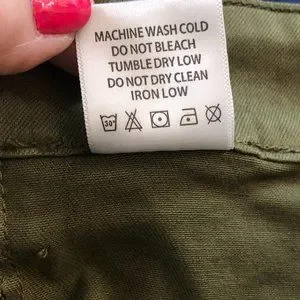 MACHINE WASH COLD
DO NOT BLEACH
TUMBLE DRY LOW
DO NOT DRY CLEAN
IRON LOW
30°